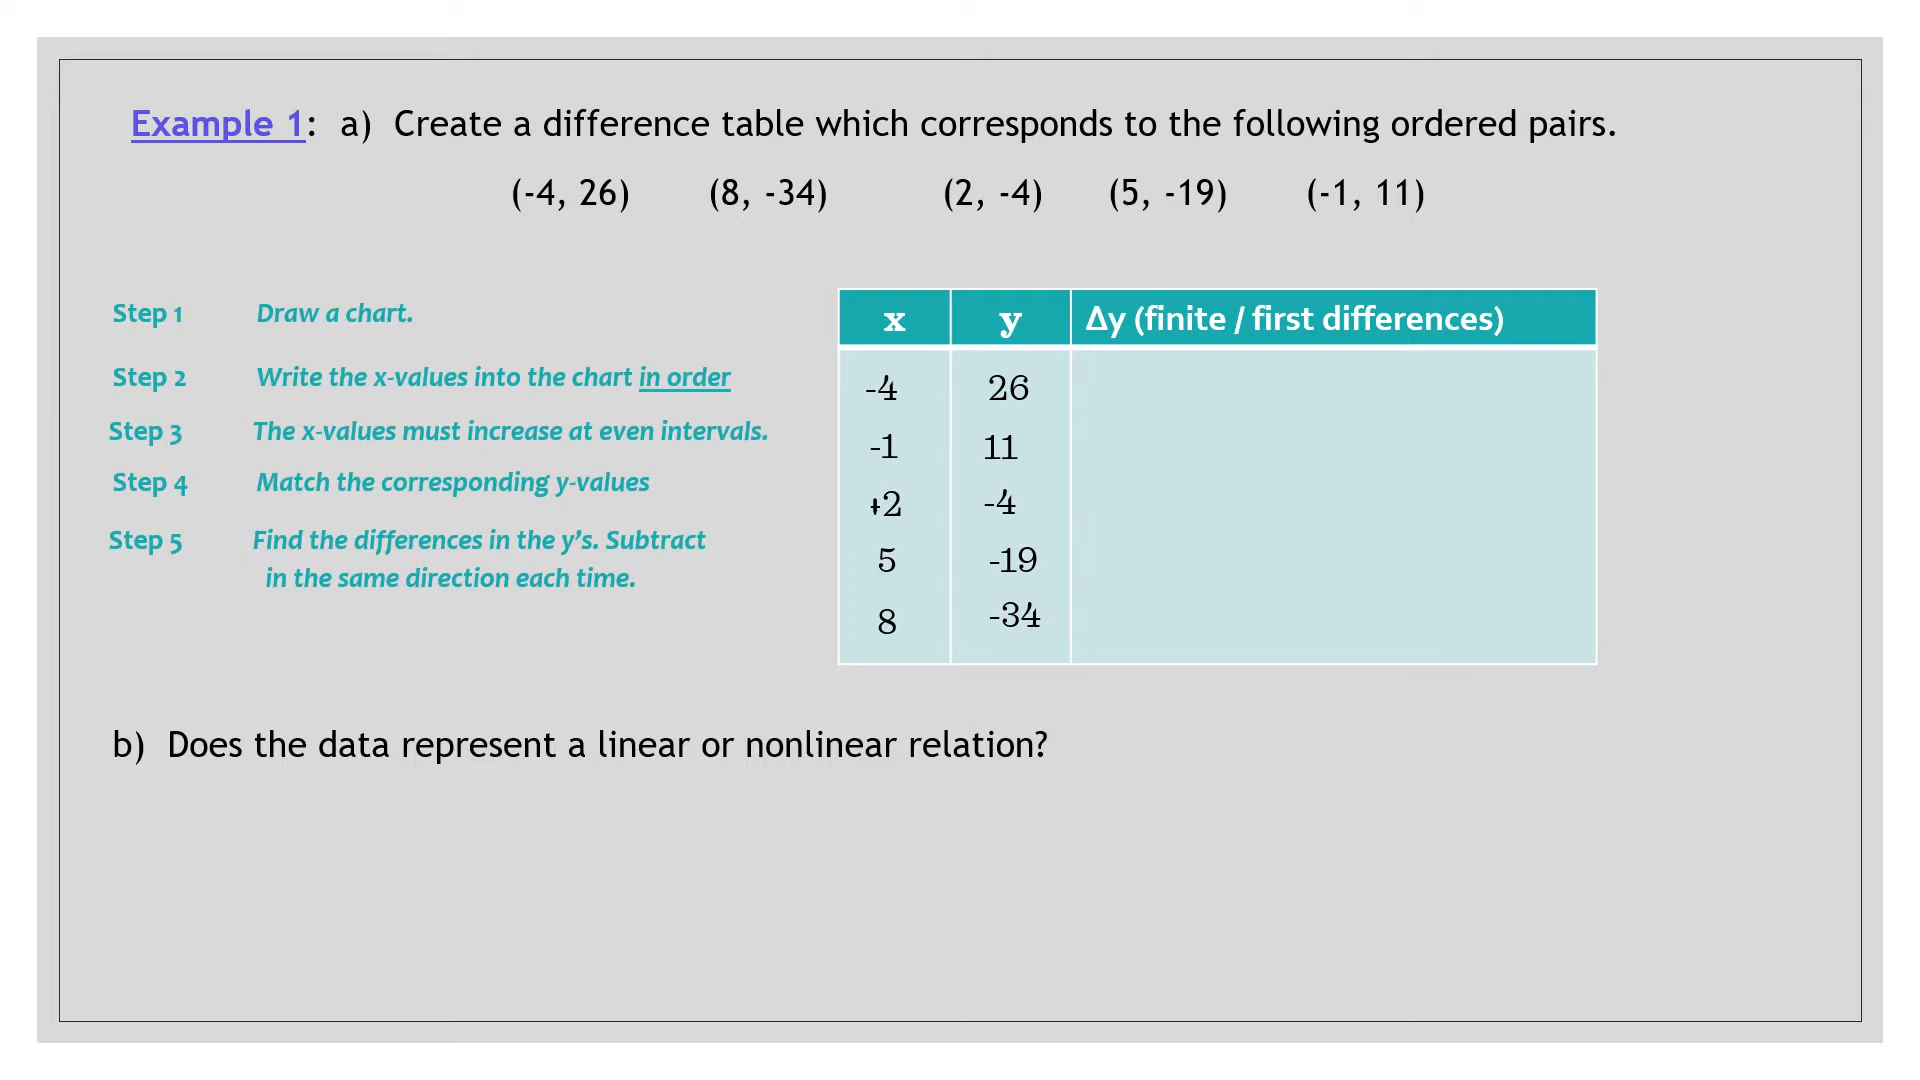 Example 1: a) Create a difference table which corresponds to the following ordered pairs.
(-4, 26) (8, -34) (2, -4) (5, -19) (-1, 11)
Step 1 Draw a chart.
Step 2 Write the x-values into the chart in order
Step 3 The x-values must increase at even intervals.
Step 4 Match the corresponding y-values
Step 5 Find the differences in the y’s. Subtract
in the same direction each time.
x y Δy (finite / first differences)
-4 26
-1 11
+2 -4
5 -19
8 -34
b) Does the data represent a linear or nonlinear relation?